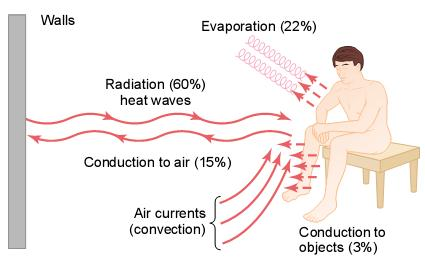 Walls
Evaporation (22%)
Radiation (60%)
heat waves
Conduction to air (15%)
Air currents
(convection)
Conduction to
objects (3%)